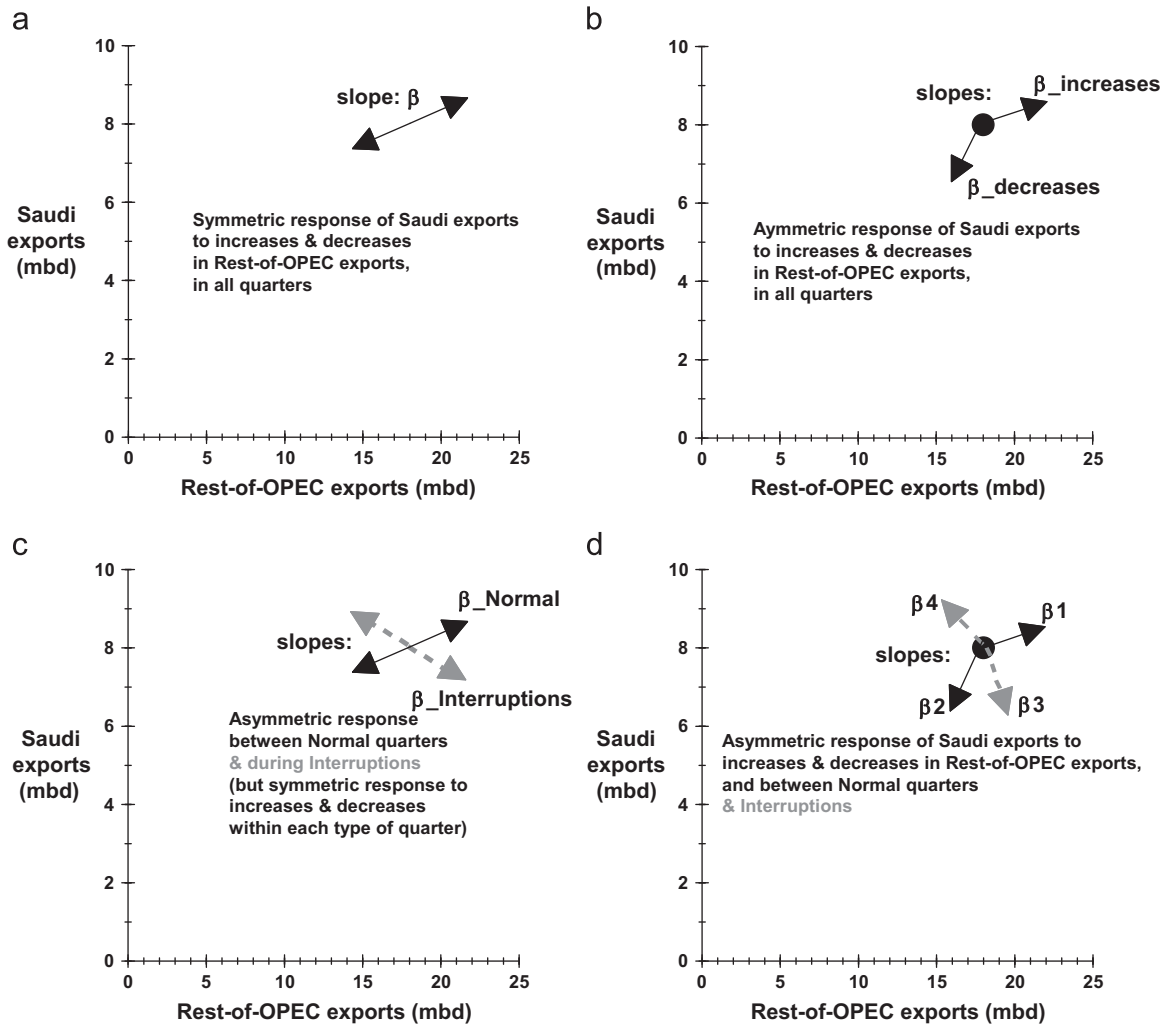 a
10
8
6
4
2
0
slope: β
Saudi
exports
(mbd)
Symmetric response of Saudi exports
to increases & decreases
in Rest-of-OPEC exports,
in all quarters
0 5 10 15 20 25
Rest-of-OPEC exports (mbd)
b
10
8
6
4
2
0
slopes:
β_increases
β_decreases
Saudi
exports
(mbd)
Aymmetric response of Saudi exports
to increases & decreases
in Rest-of-OPEC exports,
in all quarters
0 5 10 15 20 25
Rest-of-OPEC exports (mbd)
c
10
8
6
4
2
0
β_Normal
slopes:
β_Interruptions
Saudi
exports
(mbd)
Asymmetric response
between Normal quarters
& during Interruptions
(but symmetric response to
increases & decreases
within each type of quarter)
0 5 10 15 20 25
Rest-of-OPEC exports (mbd)
d
10
8
6
4
2
0
β4
β1
slopes:
β2
β3
Saudi
exports
(mbd)
Asymmetric response of Saudi exports to
increases & decreases in Rest-of-OPEC exports,
and between Normal quarters
& Interruptions
0 5 10 15 20 25
Rest-of-OPEC exports (mbd)